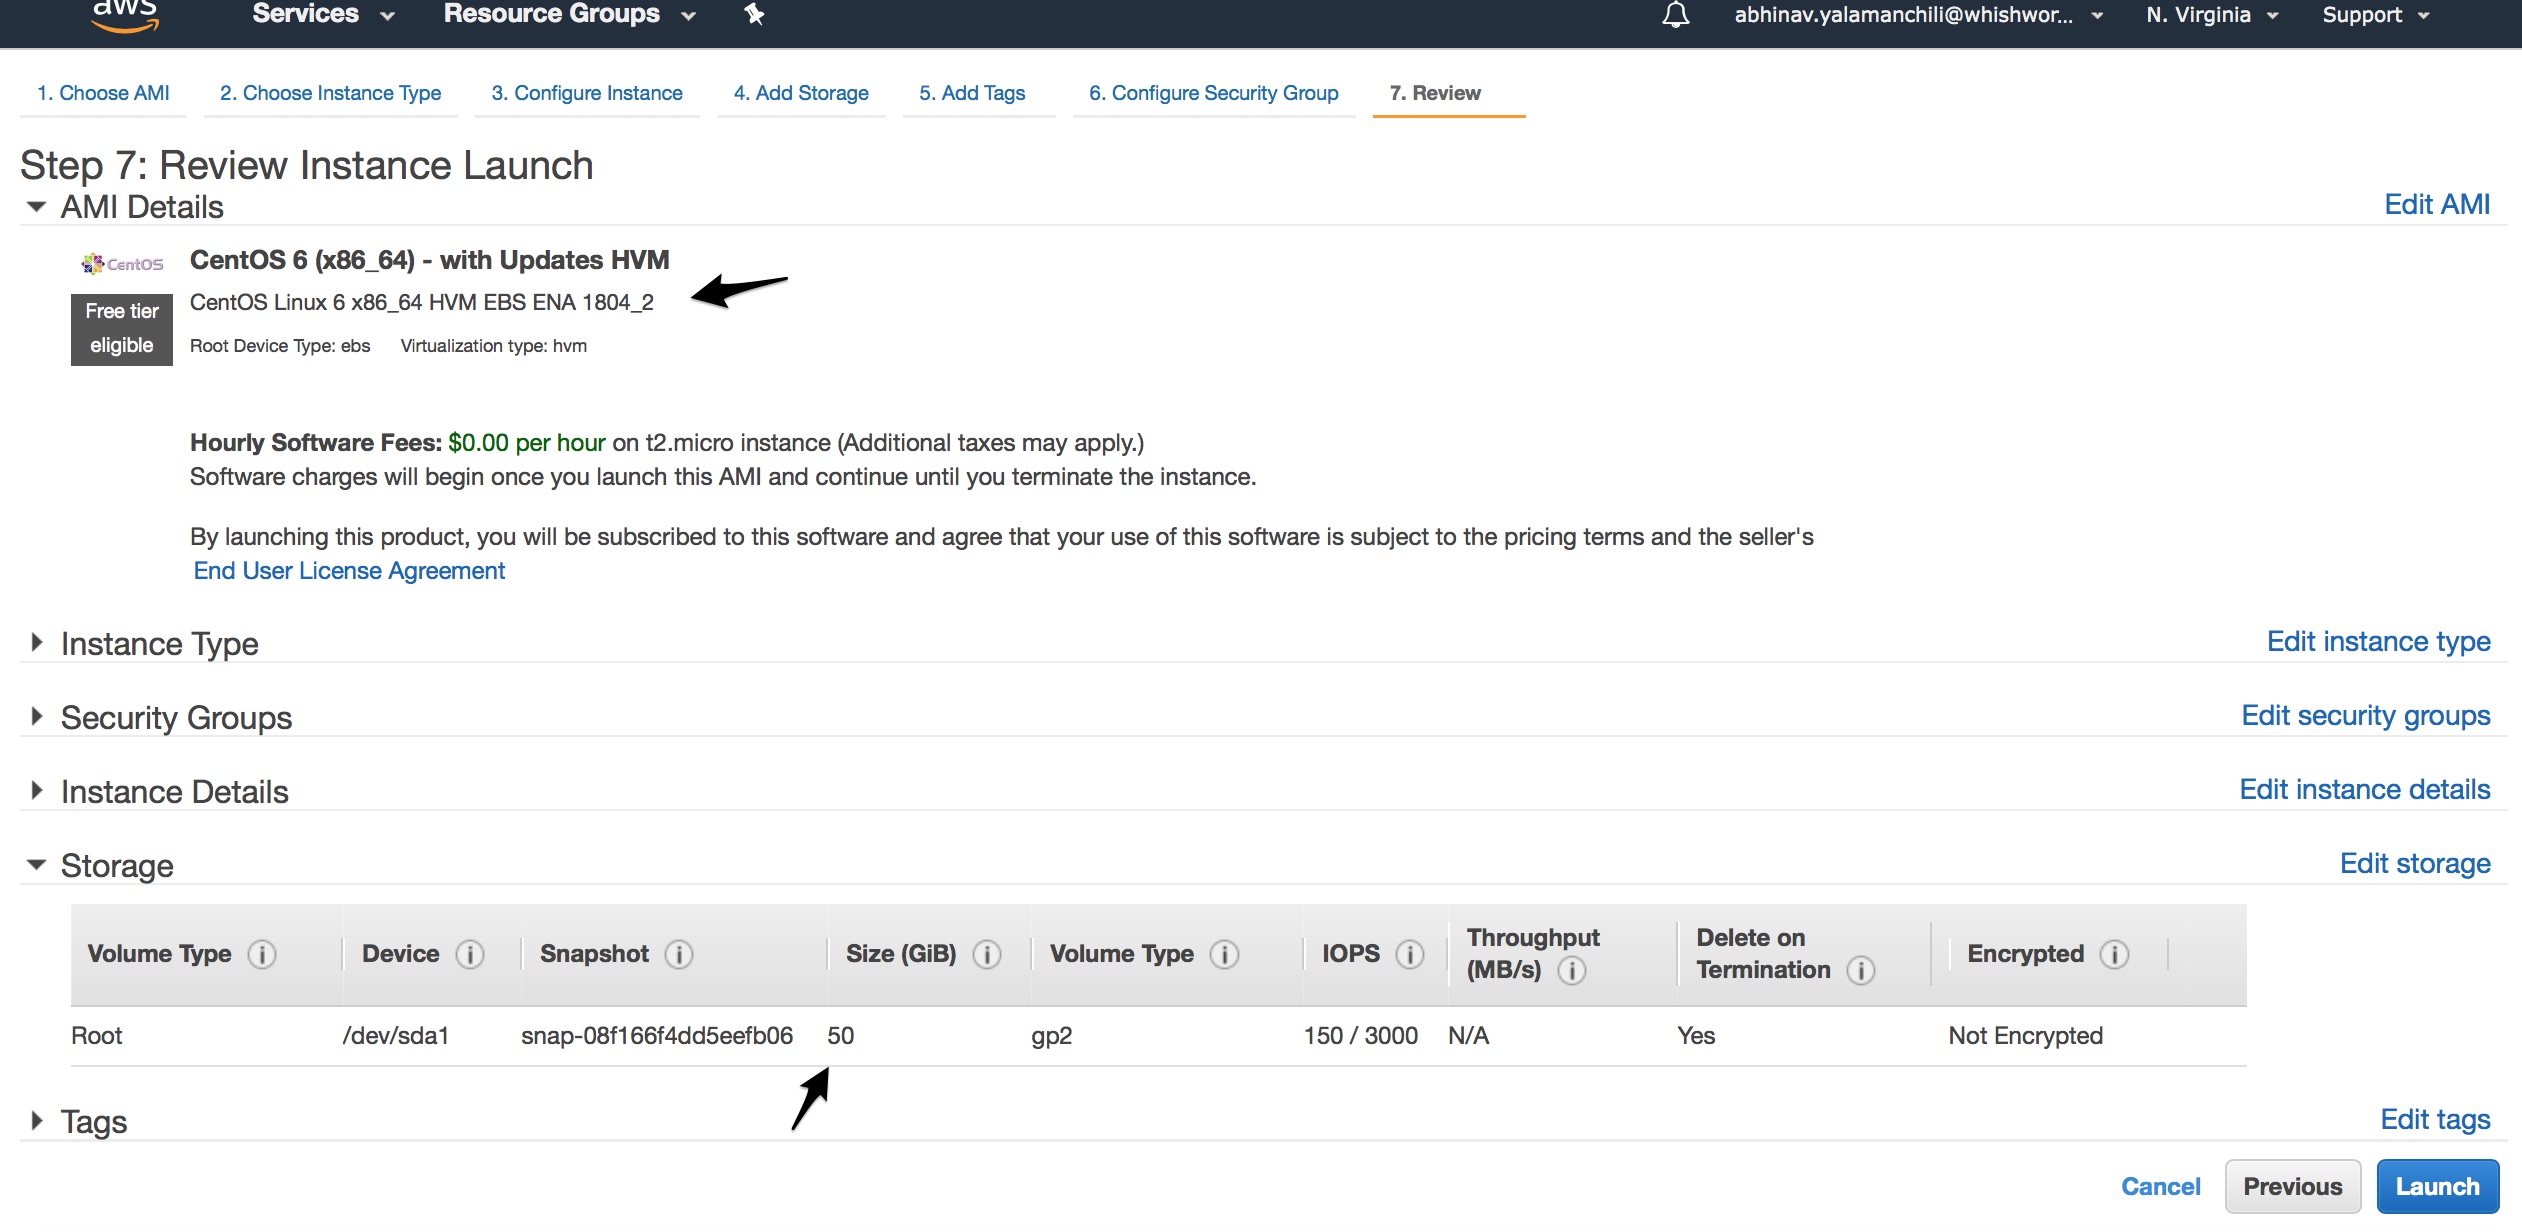 aws Services Resource Groups abhinav.yalamanchili@whishwor... N. Virginia Support
1. Choose AMI 2. Choose Instance Type 3. Configure Instance 4. Add Storage 5. Add Tags 6. Configure Security Group 7. Review
Step 7: Review Instance Launch
AMI Details Edit AMI
CentOS CentOS 6 (x86_64) - with Updates HVM
Free tier eligible
CentOS Linux 6 x86_64 HVM EBS ENA 1804_2
Root Device Type: ebs Virtualization type: hvm
Hourly Software Fees: $0.00 per hour on t2.micro instance (Additional taxes may apply.)
Software charges will begin once you launch this AMI and continue until you terminate the instance.
By launching this product, you will be subscribed to this software and agree that your use of this software is subject to the pricing terms and the seller's
End User License Agreement
Instance Type Edit instance type
Security Groups Edit security groups
Instance Details Edit instance details
Storage Edit storage
Volume Type i Device i Snapshot i Size (GiB) i Volume Type i IOPS i Throughput (MB/s) i Delete on Termination i Encrypted i
Root /dev/sda1 snap-08f166f4dd5eefb06 50 gp2 150 / 3000 N/A Yes Not Encrypted
Tags Edit tags
Cancel Previous Launch